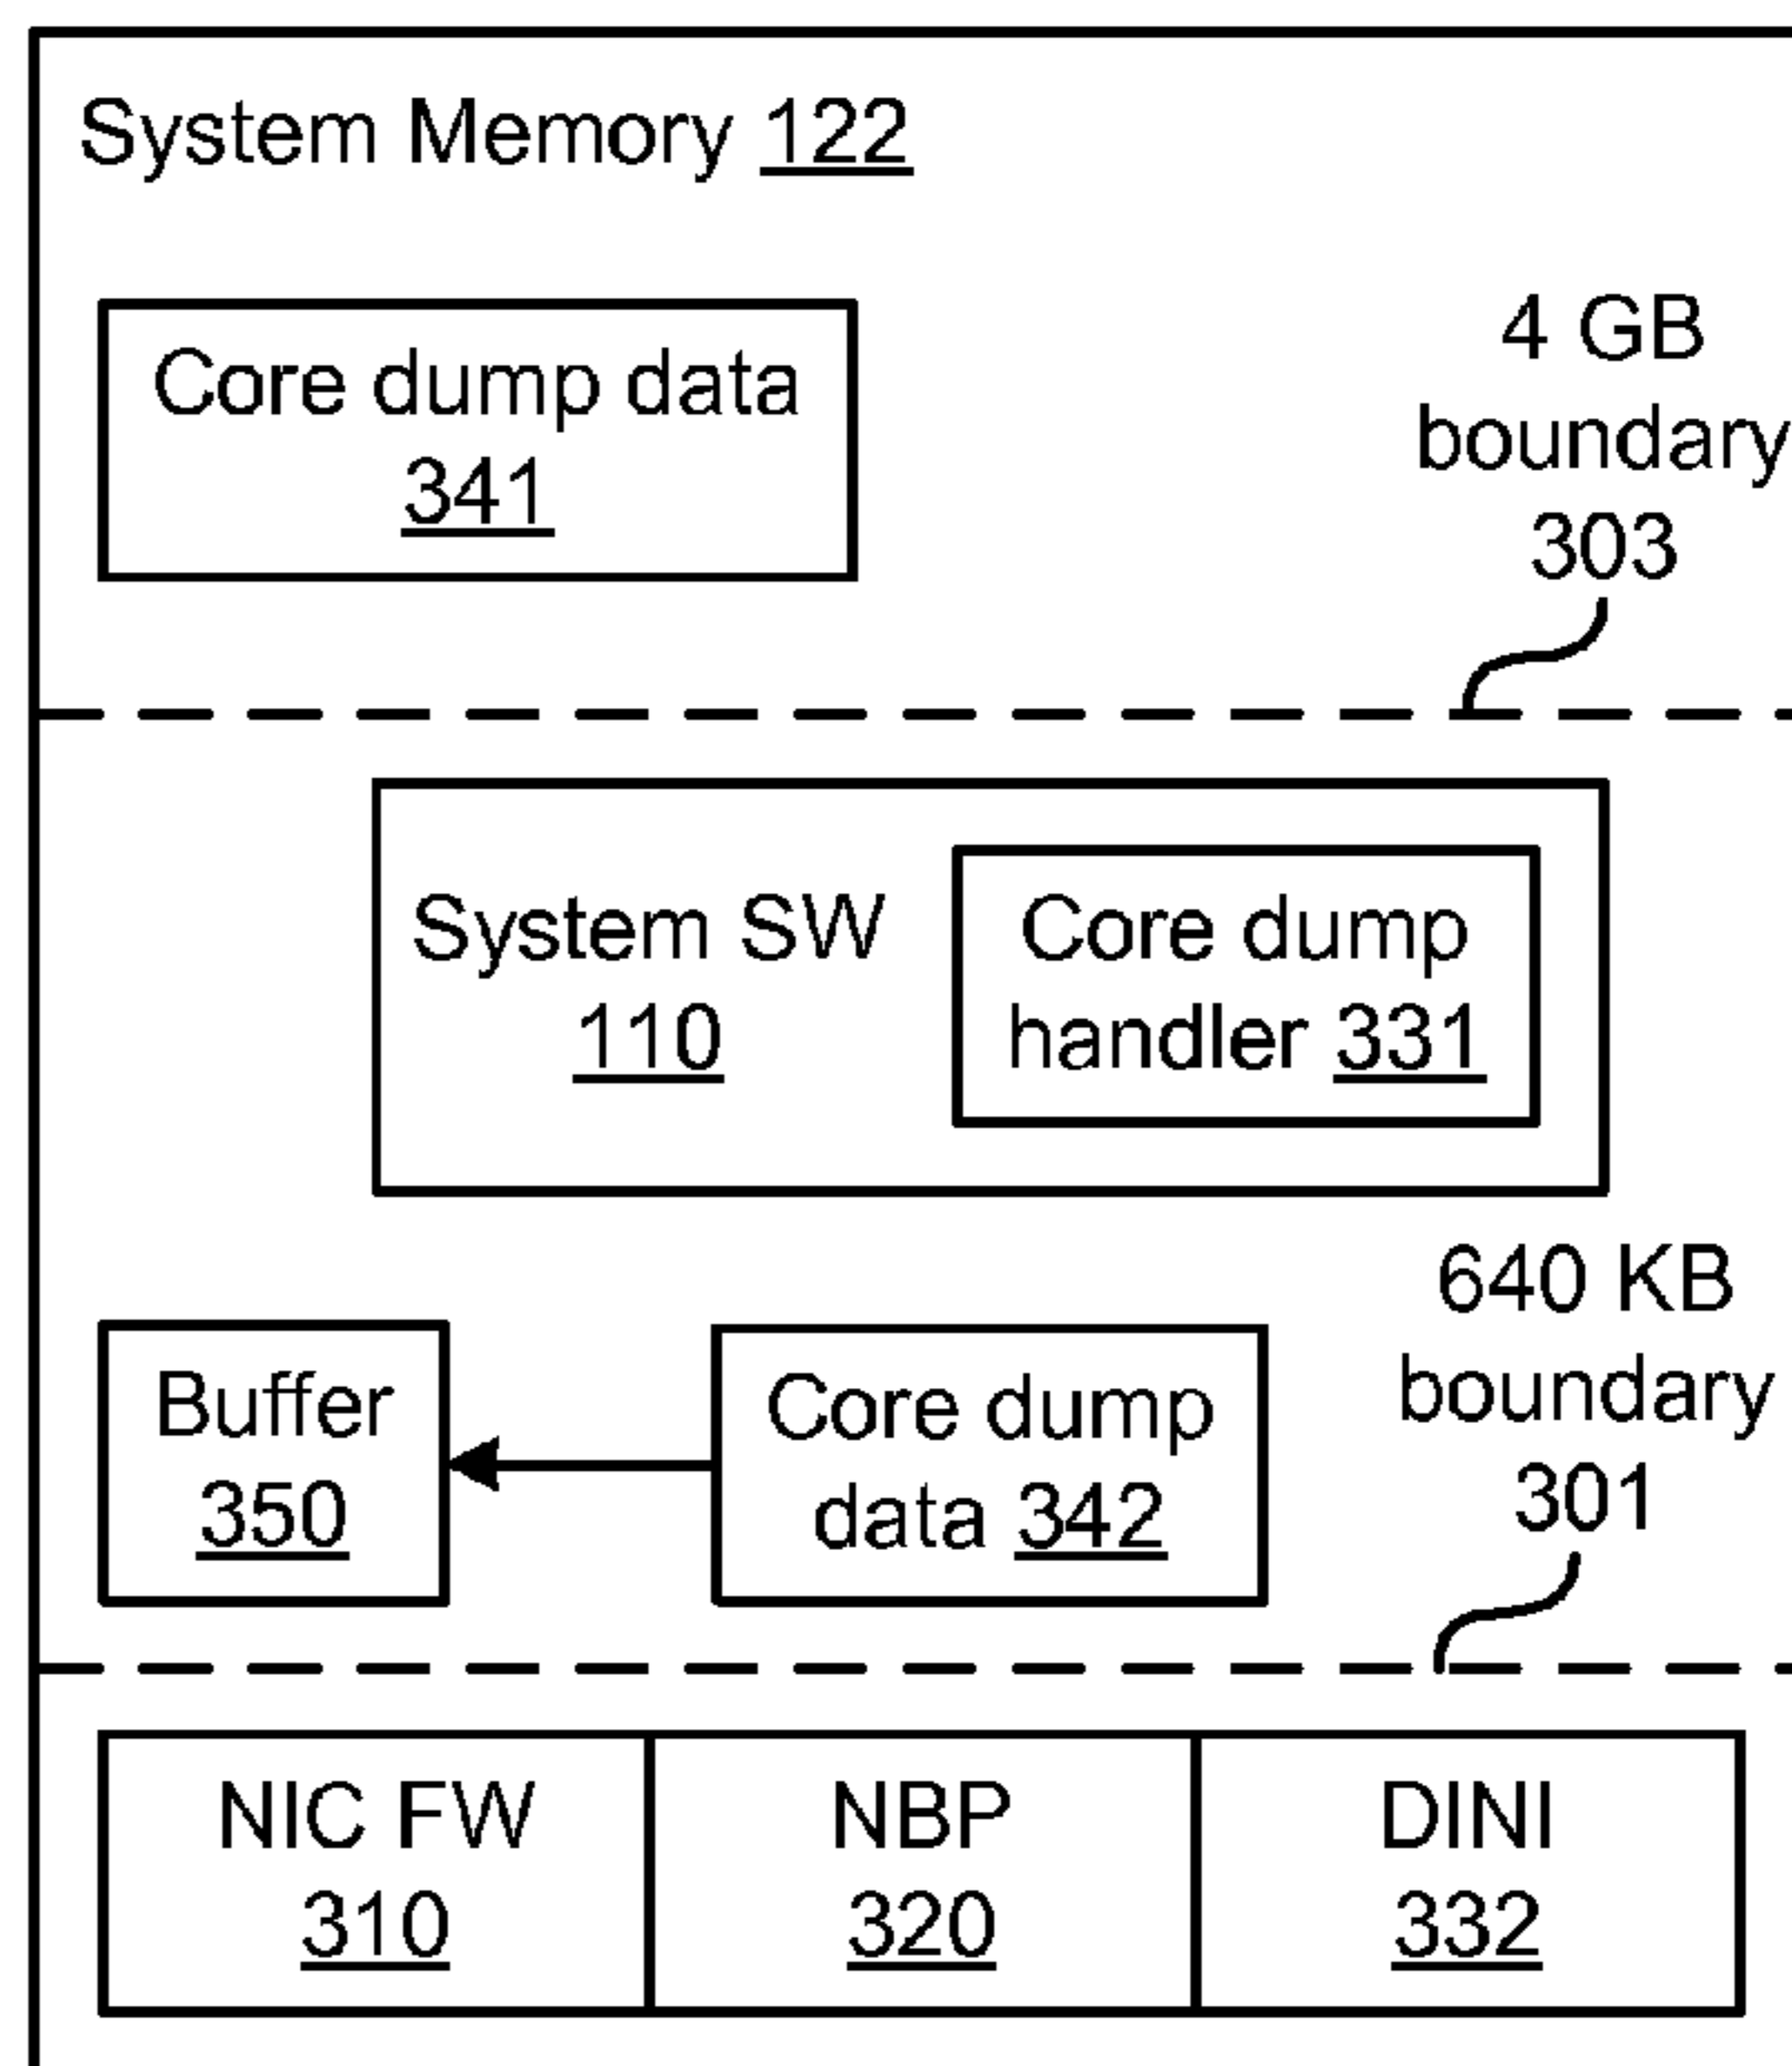 System Memory 122
Core dump data
341
4 GB
boundary
303
System SW
110
Core dump
handler 331
640 KB
boundary
301
Buffer
350
Core dump
data 342
NIC FW
310
NBP
320
DINI
332